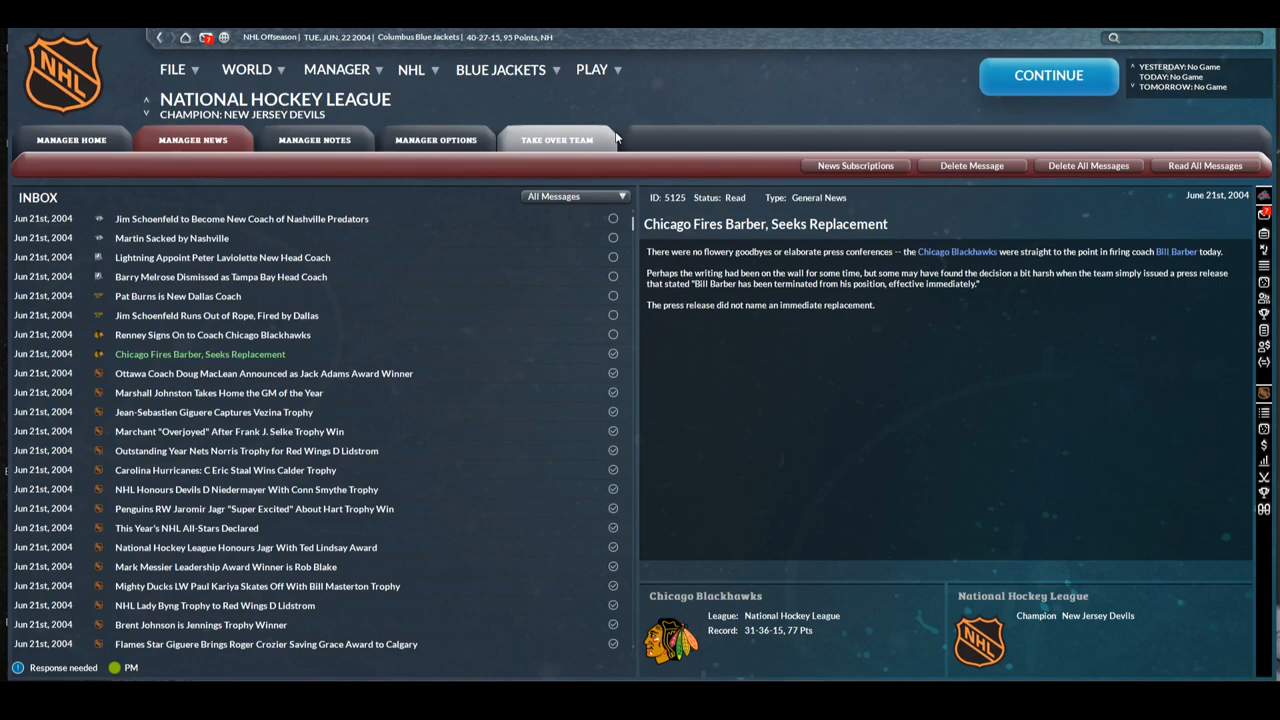 NHL Offseason | TUE. JUN. 22 2004 | Columbus Blue Jackets | 40-27-15, 95 Points, NH
7
NHL
FILE WORLD MANAGER NHL BLUE JACKETS PLAY
CONTINUE
YESTERDAY: No Game
TODAY: No Game
TOMORROW: No Game
NATIONAL HOCKEY LEAGUE
CHAMPION: NEW JERSEY DEVILS
MANAGER HOME MANAGER NEWS MANAGER NOTES MANAGER OPTIONS TAKE OVER TEAM
News Subscriptions Delete Message Delete All Messages Read All Messages
INBOX All Messages
Jun 21st, 2004 Jim Schoenfeld to Become New Coach of Nashville Predators
Jun 21st, 2004 Martin Sacked by Nashville
Jun 21st, 2004 Lightning Appoint Peter Laviolette New Head Coach
Jun 21st, 2004 Barry Melrose Dismissed as Tampa Bay Head Coach
Jun 21st, 2004 Pat Burns is New Dallas Coach
Jun 21st, 2004 Jim Schoenfeld Runs Out of Rope, Fired by Dallas
Jun 21st, 2004 Renney Signs On to Coach Chicago Blackhawks
Jun 21st, 2004 Chicago Fires Barber, Seeks Replacement
Jun 21st, 2004 Ottawa Coach Doug MacLean Announced as Jack Adams Award Winner
Jun 21st, 2004 Marshall Johnston Takes Home the GM of the Year
Jun 21st, 2004 Jean-Sebastien Giguere Captures Vezina Trophy
Jun 21st, 2004 Marchant "Overjoyed" After Frank J. Selke Trophy Win
Jun 21st, 2004 Outstanding Year Nets Norris Trophy for Red Wings D Lidstrom
Jun 21st, 2004 Carolina Hurricanes: C Eric Staal Wins Calder Trophy
Jun 21st, 2004 NHL Honours Devils D Niedermayer With Conn Smythe Trophy
Jun 21st, 2004 Penguins RW Jaromir Jagr "Super Excited" About Hart Trophy Win
Jun 21st, 2004 This Year's NHL All-Stars Declared
Jun 21st, 2004 National Hockey League Honours Jagr With Ted Lindsay Award
Jun 21st, 2004 Mark Messier Leadership Award Winner is Rob Blake
Jun 21st, 2004 Mighty Ducks LW Paul Kariya Skates Off With Bill Masterton Trophy
Jun 21st, 2004 NHL Lady Byng Trophy to Red Wings D Lidstrom
Jun 21st, 2004 Brent Johnson is Jennings Trophy Winner
Jun 21st, 2004 Flames Star Giguere Brings Roger Crozier Saving Grace Award to Calgary
Response needed PM
ID: 5125 Status: Read Type: General News June 21st, 2004
Chicago Fires Barber, Seeks Replacement
There were no flowery goodbyes or elaborate press conferences -- the Chicago Blackhawks were straight to the point in firing coach Bill Barber today.
Perhaps the writing had been on the wall for some time, but some may have found the decision a bit harsh when the team simply issued a press release
that stated "Bill Barber has been terminated from his position, effective immediately."
The press release did not name an immediate replacement.
Chicago Blackhawks
League: National Hockey League
Record: 31-36-15, 77 Pts
National Hockey League
Champion New Jersey Devils
NHL
7